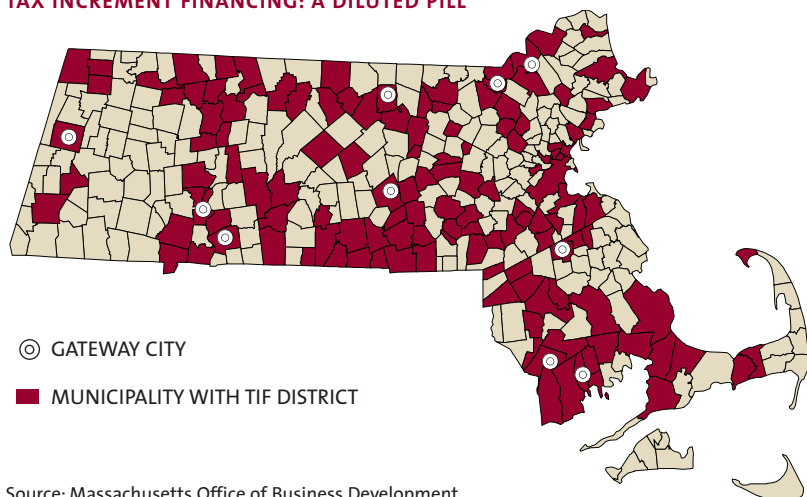 TAX INCREMENT FINANCING: A DILUTED PILL
GATEWAY CITY
MUNICIPALITY WITH TIF DISTRICT
Source: Massachusetts Office of Business Development